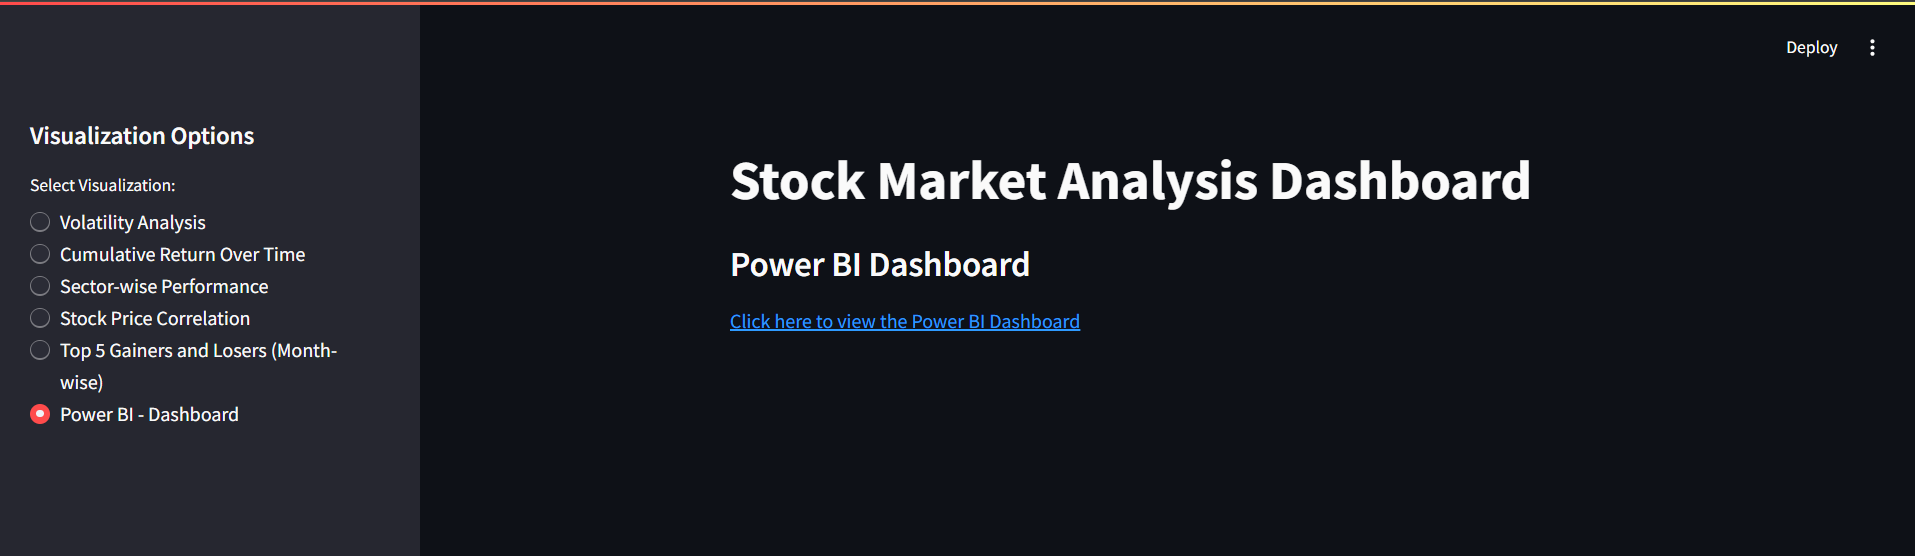 Deploy
Visualization Options
Select Visualization:
Volatility Analysis
Cumulative Return Over Time
Sector-wise Performance
Stock Price Correlation
Top 5 Gainers and Losers (Month-
wise)
Power BI - Dashboard
Stock Market Analysis Dashboard
Power BI Dashboard
Click here to view the Power BI Dashboard